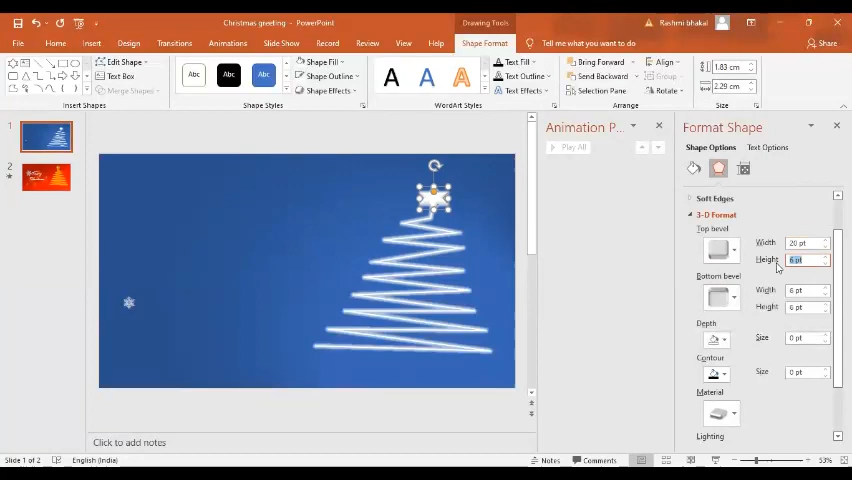 Christmas greeting - PowerPoint
Drawing Tools
Rashmi bhakal
File Home Insert Design Transitions Animations Slide Show Record Review View Help Shape Format Tell me what you want to do Share
Edit Shape
Text Box
Merge Shapes
Insert Shapes
Abc Abc Abc
Shape Fill
Shape Outline
Shape Effects
Shape Styles
A A A
Text Fill
Text Outline
Text Effects
WordArt Styles
Bring Forward
Send Backward
Selection Pane
Align
Group
Rotate
Arrange
1.83 cm
2.29 cm
Size
1
2
Animation P...
Play All
Format Shape
Shape Options Text Options
Soft Edges
3-D Format
Top bevel
Width 20 pt
Height 6 pt
Bottom bevel
Width 6 pt
Height 6 pt
Depth
Size 0 pt
Contour
Size 0 pt
Material
Lighting
Click to add notes
Slide 1 of 2 English (India) Notes Comments 53%